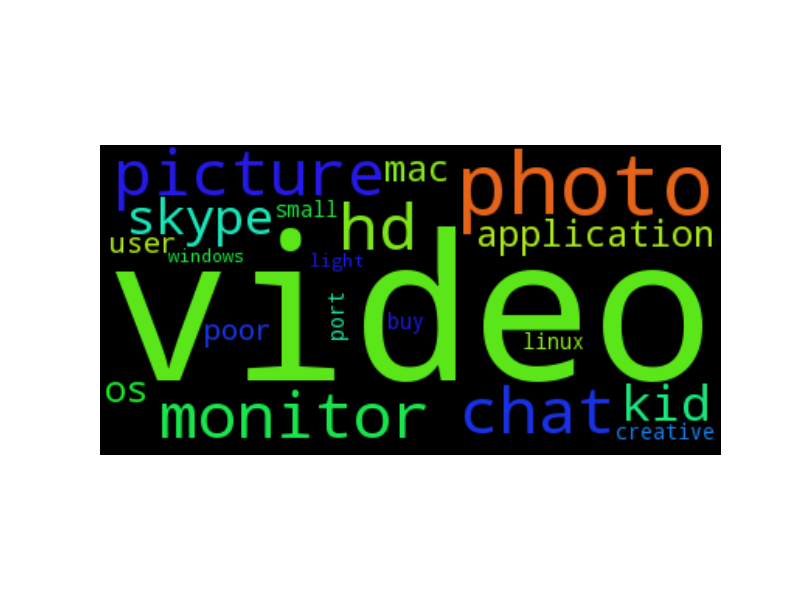 picture mac photo
skype small hd application
user windows light
video
poor port buy linux
os monitor chat kid
creative